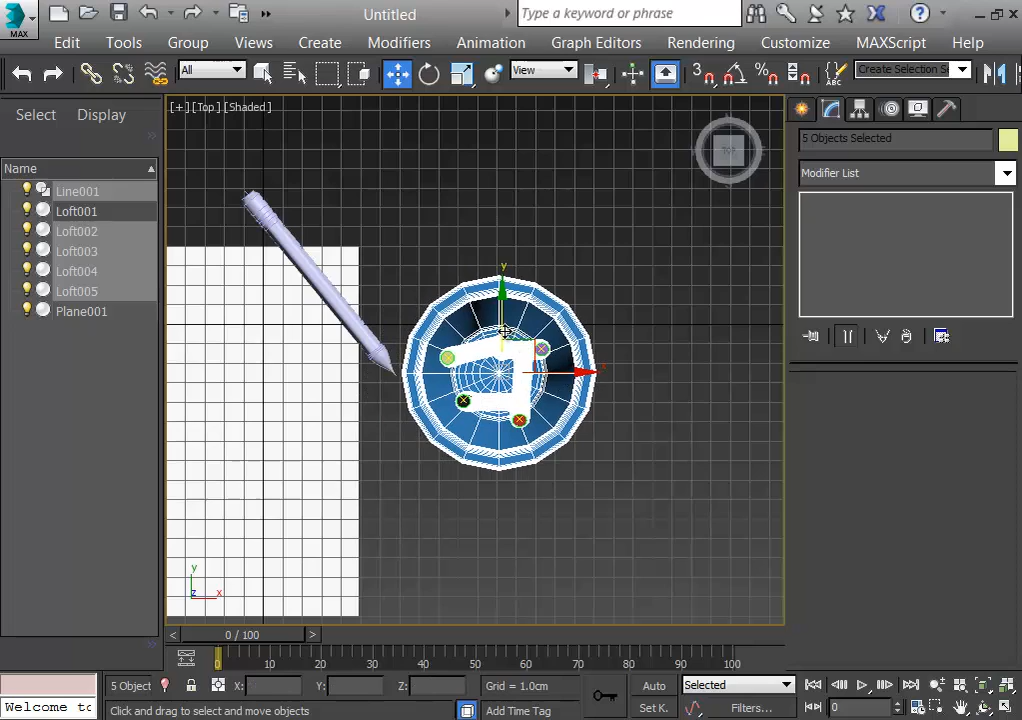 Untitled
Type a keyword or phrase
MAX
Edit Tools Group Views Create Modifiers Animation Graph Editors Rendering Customize MAXScript Help
All
View
3
Create Selection Se
Select Display
[+] [Top] [Shaded]
TOP
5 Objects Selected
Name
Modifier List
Line001
Loft001
Loft002
Loft003
Loft004
Loft005
Plane001
y
x
y
z
x
< 0 / 100 >
0 10 20 30 40 50 60 70 80 90 100
5 Object X: Y: Z: Grid = 1.0cm Auto Selected
Welcome to Click and drag to select and move objects Add Time Tag Set K. Filters... 0